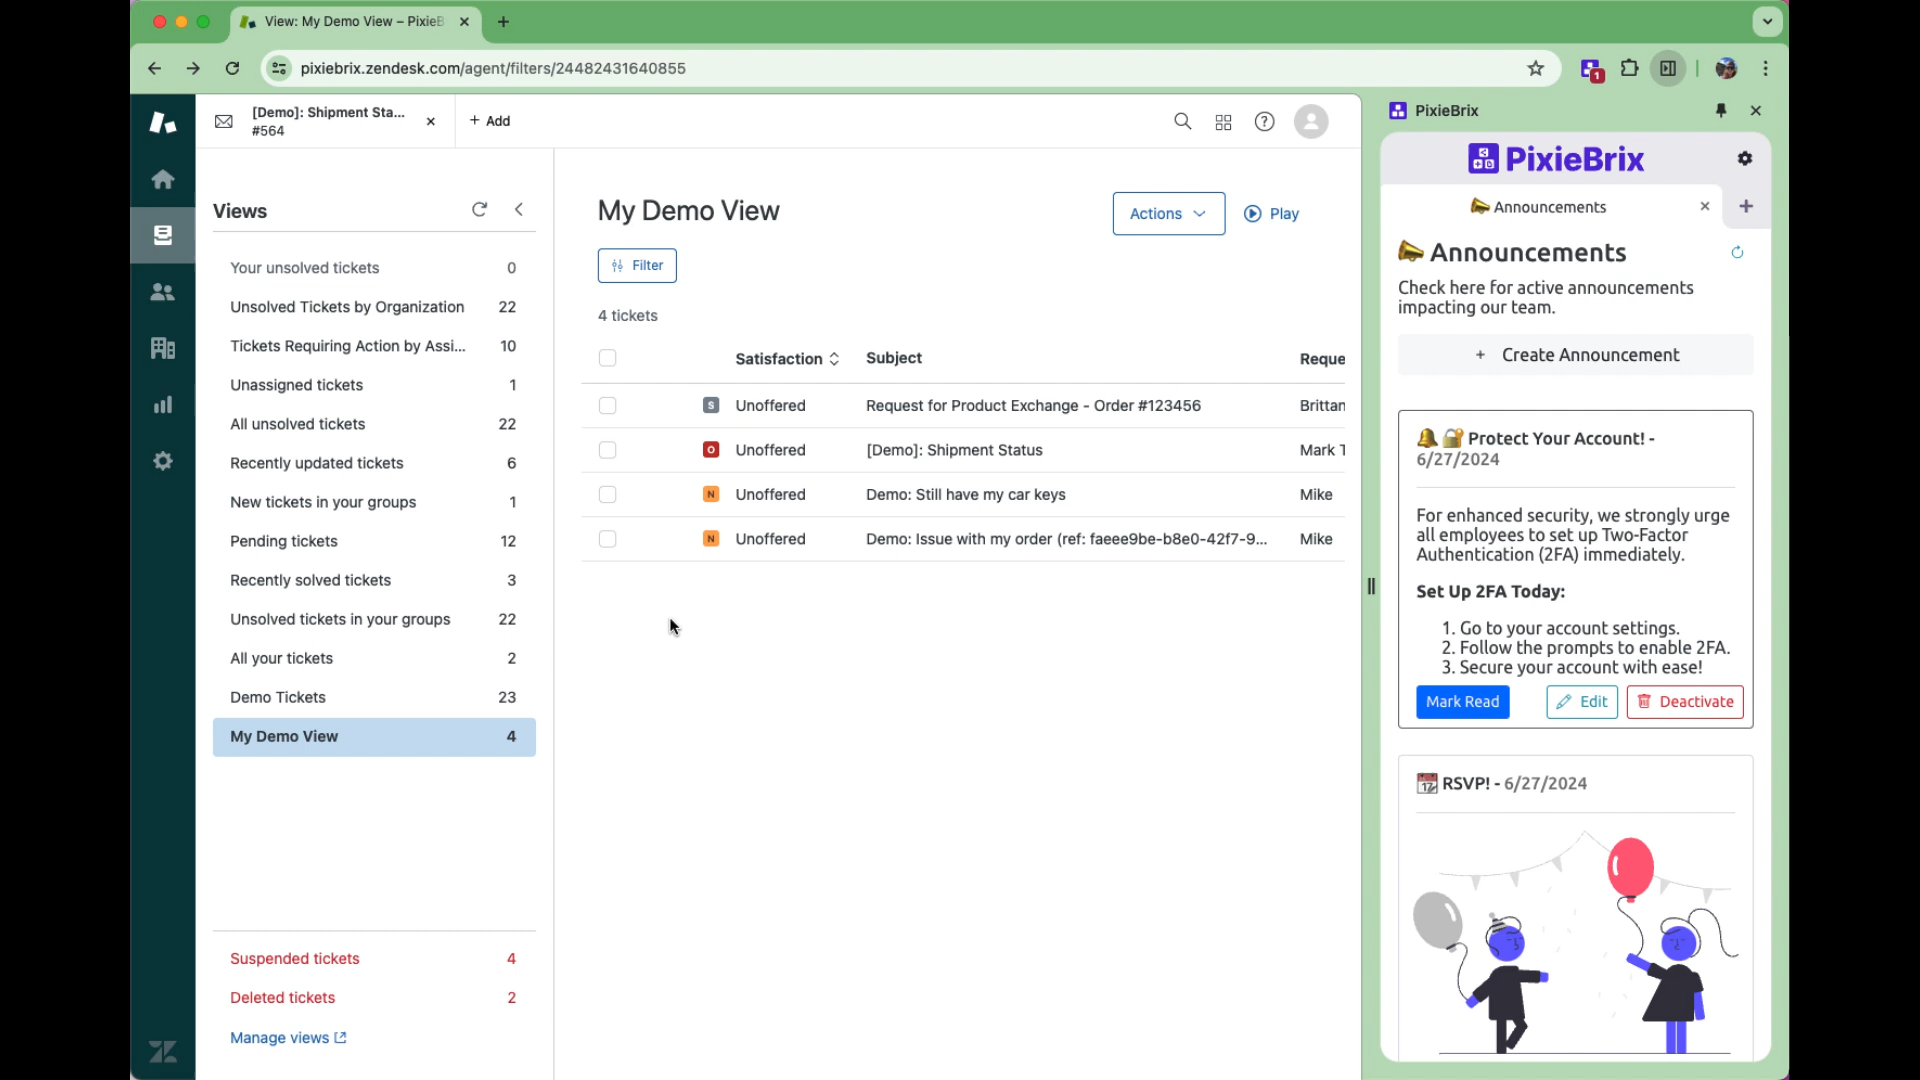 View: My Demo View – PixieB
pixiebrix.zendesk.com/agent/filters/24482431640855
1
[Demo]: Shipment Sta...
#564
+ Add
PixieBrix
PixieBrix
Announcements
Views
Your unsolved tickets 0
Unsolved Tickets by Organization 22
Tickets Requiring Action by Assi... 10
Unassigned tickets 1
All unsolved tickets 22
Recently updated tickets 6
New tickets in your groups 1
Pending tickets 12
Recently solved tickets 3
Unsolved tickets in your groups 22
All your tickets 2
Demo Tickets 23
My Demo View 4
Suspended tickets 4
Deleted tickets 2
Manage views
My Demo View
Actions
Play
Filter
4 tickets
Satisfaction Subject Reque
S Unoffered Request for Product Exchange - Order #123456 Brittan
O Unoffered [Demo]: Shipment Status Mark T
N Unoffered Demo: Still have my car keys Mike
N Unoffered Demo: Issue with my order (ref: faeee9be-b8e0-42f7-9... Mike
Announcements
Check here for active announcements
impacting our team.
+ Create Announcement
Protect Your Account! -
6/27/2024
For enhanced security, we strongly urge
all employees to set up Two-Factor
Authentication (2FA) immediately.
Set Up 2FA Today:
1. Go to your account settings.
2. Follow the prompts to enable 2FA.
3. Secure your account with ease!
Mark Read Edit Deactivate
RSVP! - 6/27/2024